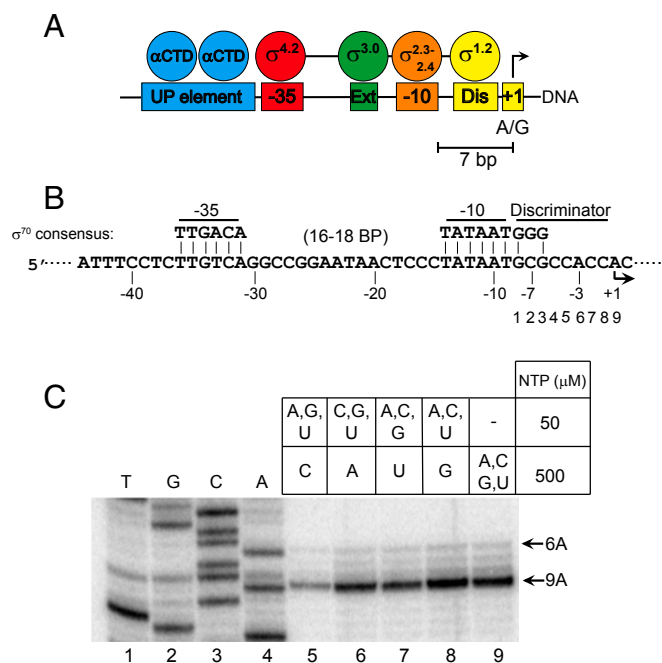 A
αCTD αCTD σ4.2 σ3.0 σ2.3-2.4 σ1.2
UP element -35 Ext -10 Dis +1 DNA
A/G
7 bp
B
-35 -10 Discriminator
σ70 consensus: TTGACA (16-18 BP) TATAATGGG
5′ ATTTCCTCTTGTCAGGCCGGAATAACTCCCTATAATGCGCCACCAC
-40 -30 -20 -10 -7 -3 +1
1 2 3 4 5 6 7 8 9
C
NTP (μM)
A,G,U C,G,U A,C,G A,C,U - 50
C A U G A,C G,U 500
T G C A
6A
9A
1 2 3 4 5 6 7 8 9